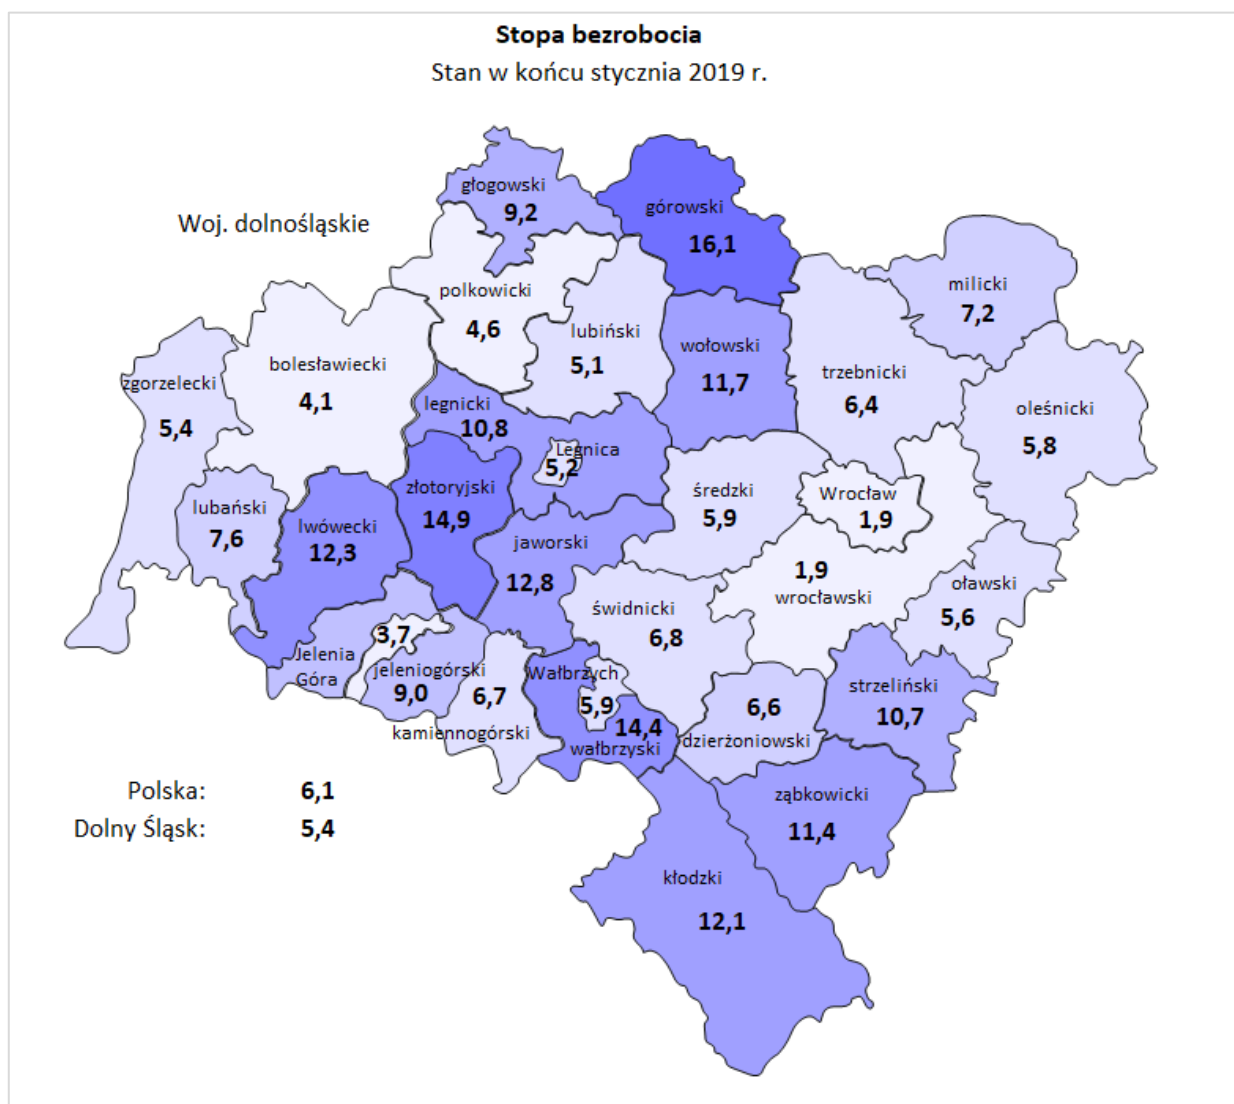 Stopa bezrobocia
Stan w końcu stycznia 2019 r.
Woj. dolnośląskie
głogowski
9,2
górowski
16,1
milicki
7,2
polkowicki
4,6
lubiński
5,1
wołowski
11,7
trzebnicki
6,4
oleśnicki
5,8
bolesławiecki
4,1
zgorzelecki
5,4
legnicki
10,8
Legnica
5,2
lubański
7,6
lwówecki
12,3
złotoryjski
14,9
średzki
5,9
Wrocław
1,9
jaworski
12,8
1,9
wrocławski
oławski
5,6
świdnicki
6,8
3,7
Jelenia
Góra
jeleniogórski
9,0
6,7
kamiennogórski
Wałbrzych
5,9
14,4
wałbrzyski
6,6
dzierżoniowski
strzeliński
10,7
ząbkowicki
11,4
kłodzki
12,1
Polska: 6,1
Dolny Śląsk: 5,4